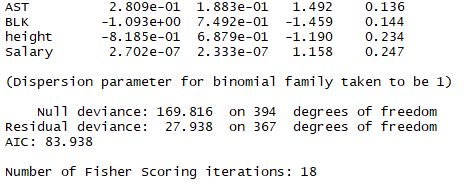 AST 2.809e-01 1.883e-01 1.492 0.136
BLK -1.093e+00 7.492e-01 -1.459 0.144
height -8.185e-01 6.879e-01 -1.190 0.234
Salary 2.702e-07 2.333e-07 1.158 0.247
(Dispersion parameter for binomial family taken to be 1)
Null deviance: 169.816 on 394 degrees of freedom
Residual deviance: 27.938 on 367 degrees of freedom
AIC: 83.938
Number of Fisher Scoring iterations: 18